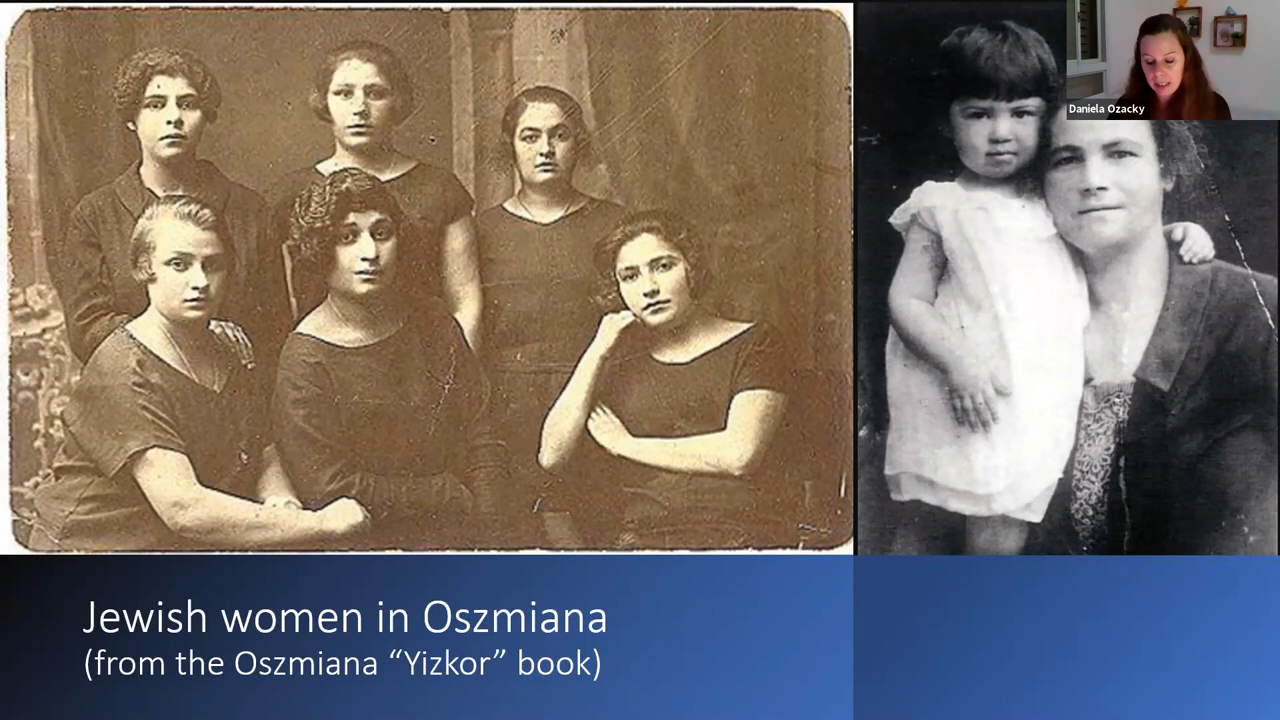 Daniela Ozacky
Jewish women in Oszmiana
(from the Oszmiana “Yizkor” book)